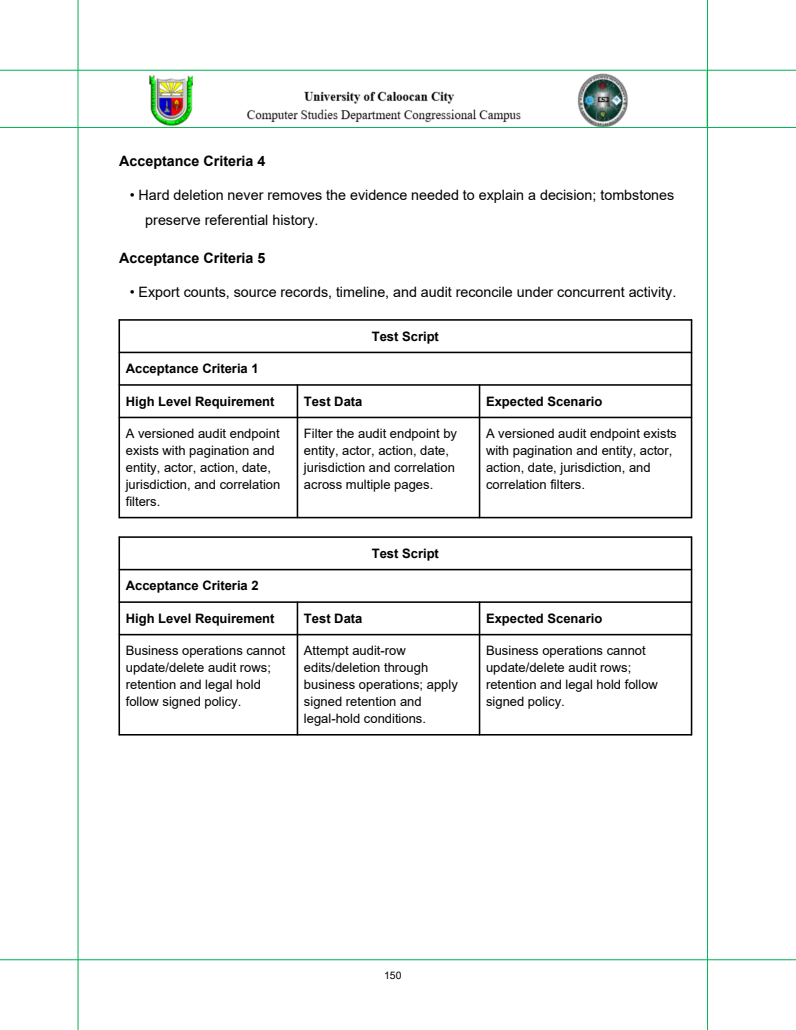 University of Caloocan City
Computer Studies Department Congressional Campus
Acceptance Criteria 4
• Hard deletion never removes the evidence needed to explain a decision; tombstones
preserve referential history.
Acceptance Criteria 5
• Export counts, source records, timeline, and audit reconcile under concurrent activity.
Test Script
Acceptance Criteria 1
High Level Requirement
Test Data
Expected Scenario
A versioned audit endpoint
exists with pagination and
entity, actor, action, date,
jurisdiction, and correlation
filters.
Filter the audit endpoint by
entity, actor, action, date,
jurisdiction and correlation
across multiple pages.
A versioned audit endpoint exists
with pagination and entity, actor,
action, date, jurisdiction, and
correlation filters.
Test Script
Acceptance Criteria 2
High Level Requirement
Test Data
Expected Scenario
Business operations cannot
update/delete audit rows;
retention and legal hold
follow signed policy.
Attempt audit-row
edits/deletion through
business operations; apply
signed retention and
legal-hold conditions.
Business operations cannot
update/delete audit rows;
retention and legal hold follow
signed policy.
150